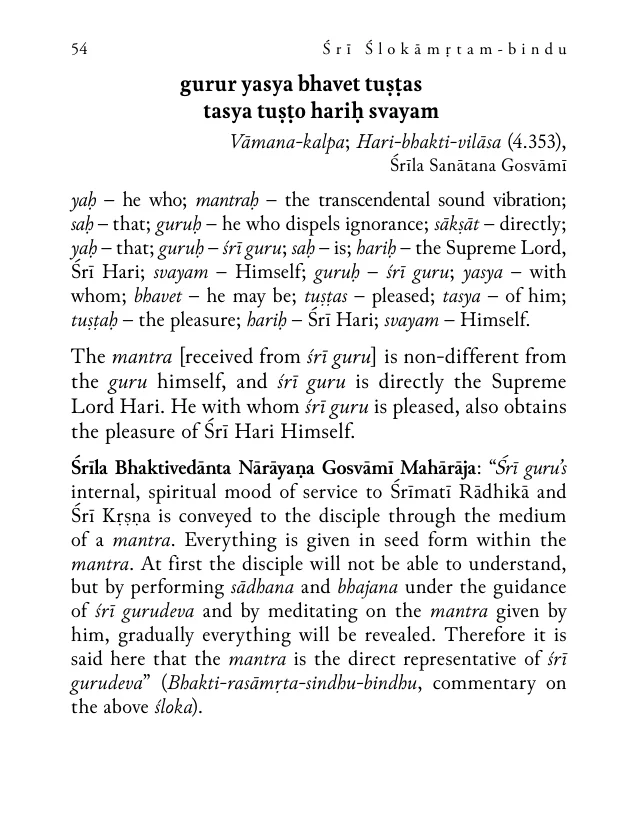 54 Śrī Ślokāmṛtam-bindu
gurur yasya bhavet tuṣṭas
tasya tuṣṭo hariḥ svayam
Vāmana-kalpa; Hari-bhakti-vilāsa (4.353),
Śrīla Sanātana Gosvāmī
yaḥ – he who; mantraḥ – the transcendental sound vibration;
saḥ – that; guruḥ – he who dispels ignorance; sākṣāt – directly;
yaḥ – that; guruḥ – śrī guru; saḥ – is; hariḥ – the Supreme Lord,
Śrī Hari; svayam – Himself; guruḥ – śrī guru; yasya – with
whom; bhavet – he may be; tuṣṭas – pleased; tasya – of him;
tuṣṭaḥ – the pleasure; hariḥ – Śrī Hari; svayam – Himself.
The mantra [received from śrī guru] is non-different from
the guru himself, and śrī guru is directly the Supreme
Lord Hari. He with whom śrī guru is pleased, also obtains
the pleasure of Śrī Hari Himself.
Śrīla Bhaktivedānta Nārāyaṇa Gosvāmī Mahārāja: “Śrī guru’s
internal, spiritual mood of service to Śrīmatī Rādhikā and
Śrī Kṛṣṇa is conveyed to the disciple through the medium
of a mantra. Everything is given in seed form within the
mantra. At first the disciple will not be able to understand,
but by performing sādhana and bhajana under the guidance
of śrī gurudeva and by meditating on the mantra given by
him, gradually everything will be revealed. Therefore it is
said here that the mantra is the direct representative of śrī
gurudeva” (Bhakti-rasāmṛta-sindhu-bindhu, commentary on
the above śloka).